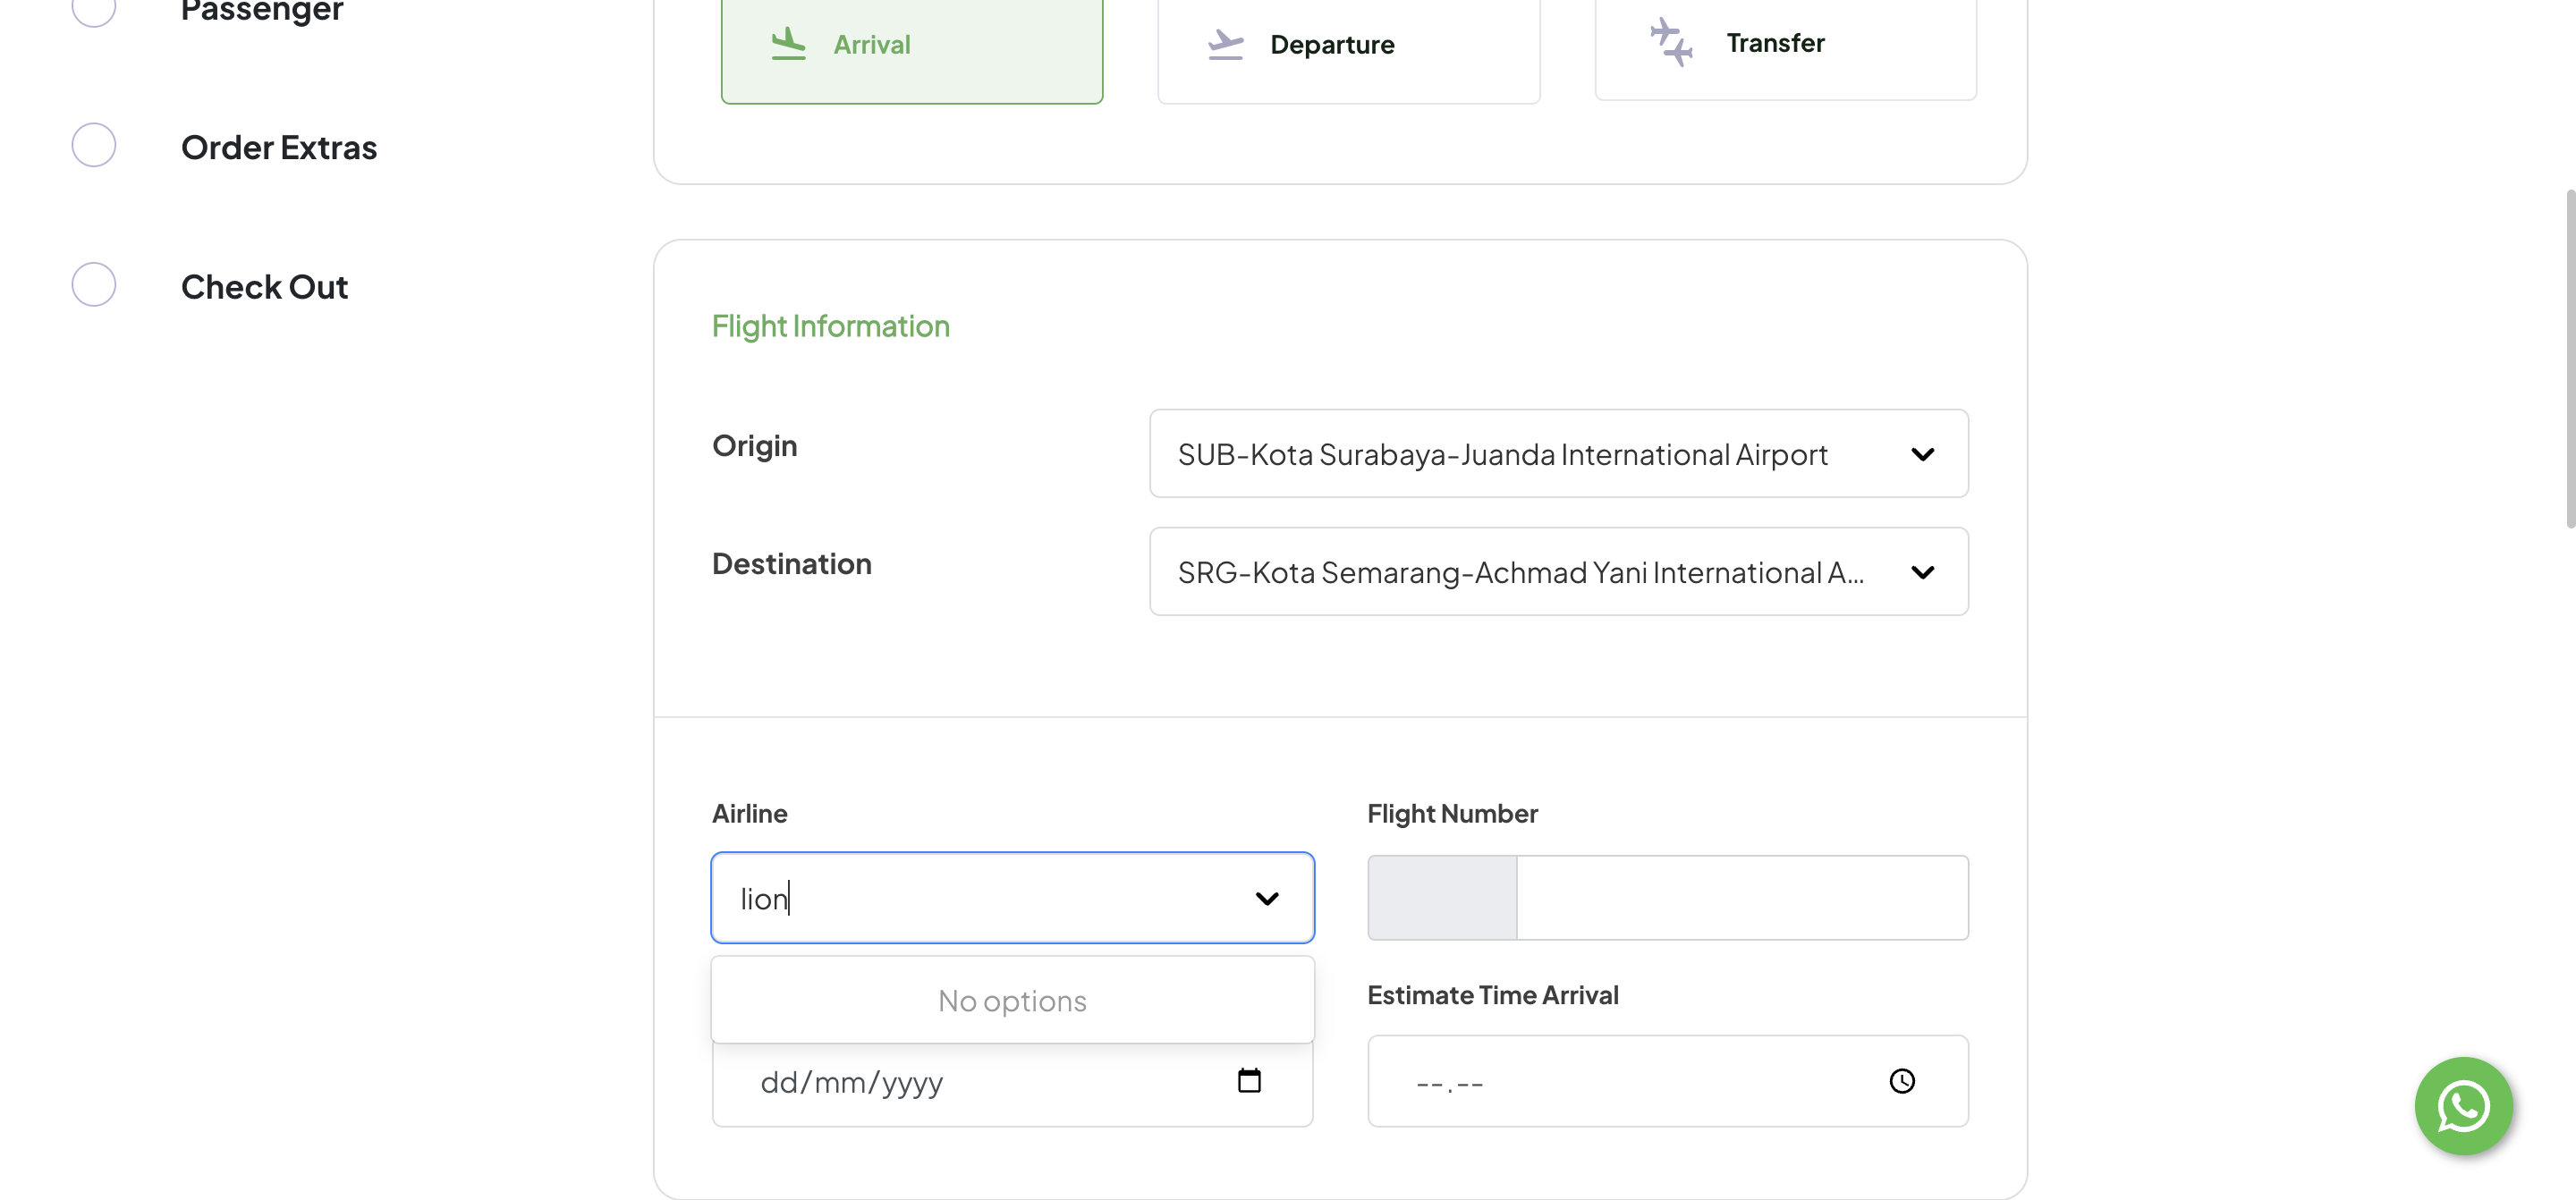 Passenger
Order Extras
Check Out
Arrival
Departure
Transfer
Flight Information
Origin
SUB-Kota Surabaya-Juanda International Airport
Destination
SRG-Kota Semarang-Achmad Yani International A...
Airline
lion
No options
dd/mm/yyyy
Flight Number
Estimate Time Arrival
--.--